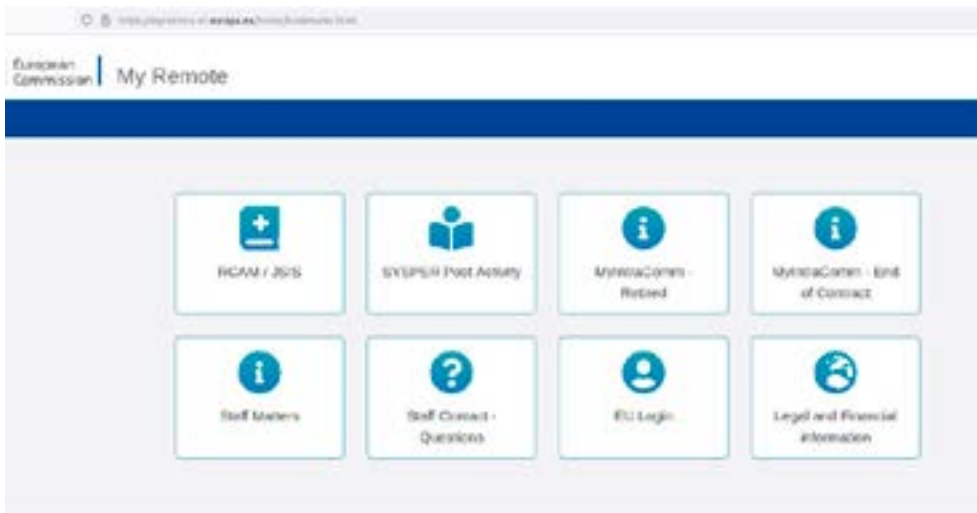 European
Commission
My Remote
RCAM / JSIS
SYSPER Post Activity
MyIntraComm -
Retired
MyIntraComm - End
of Contract
Staff Matters
Staff Contact -
Questions
EU Login
Legal and Financial
information